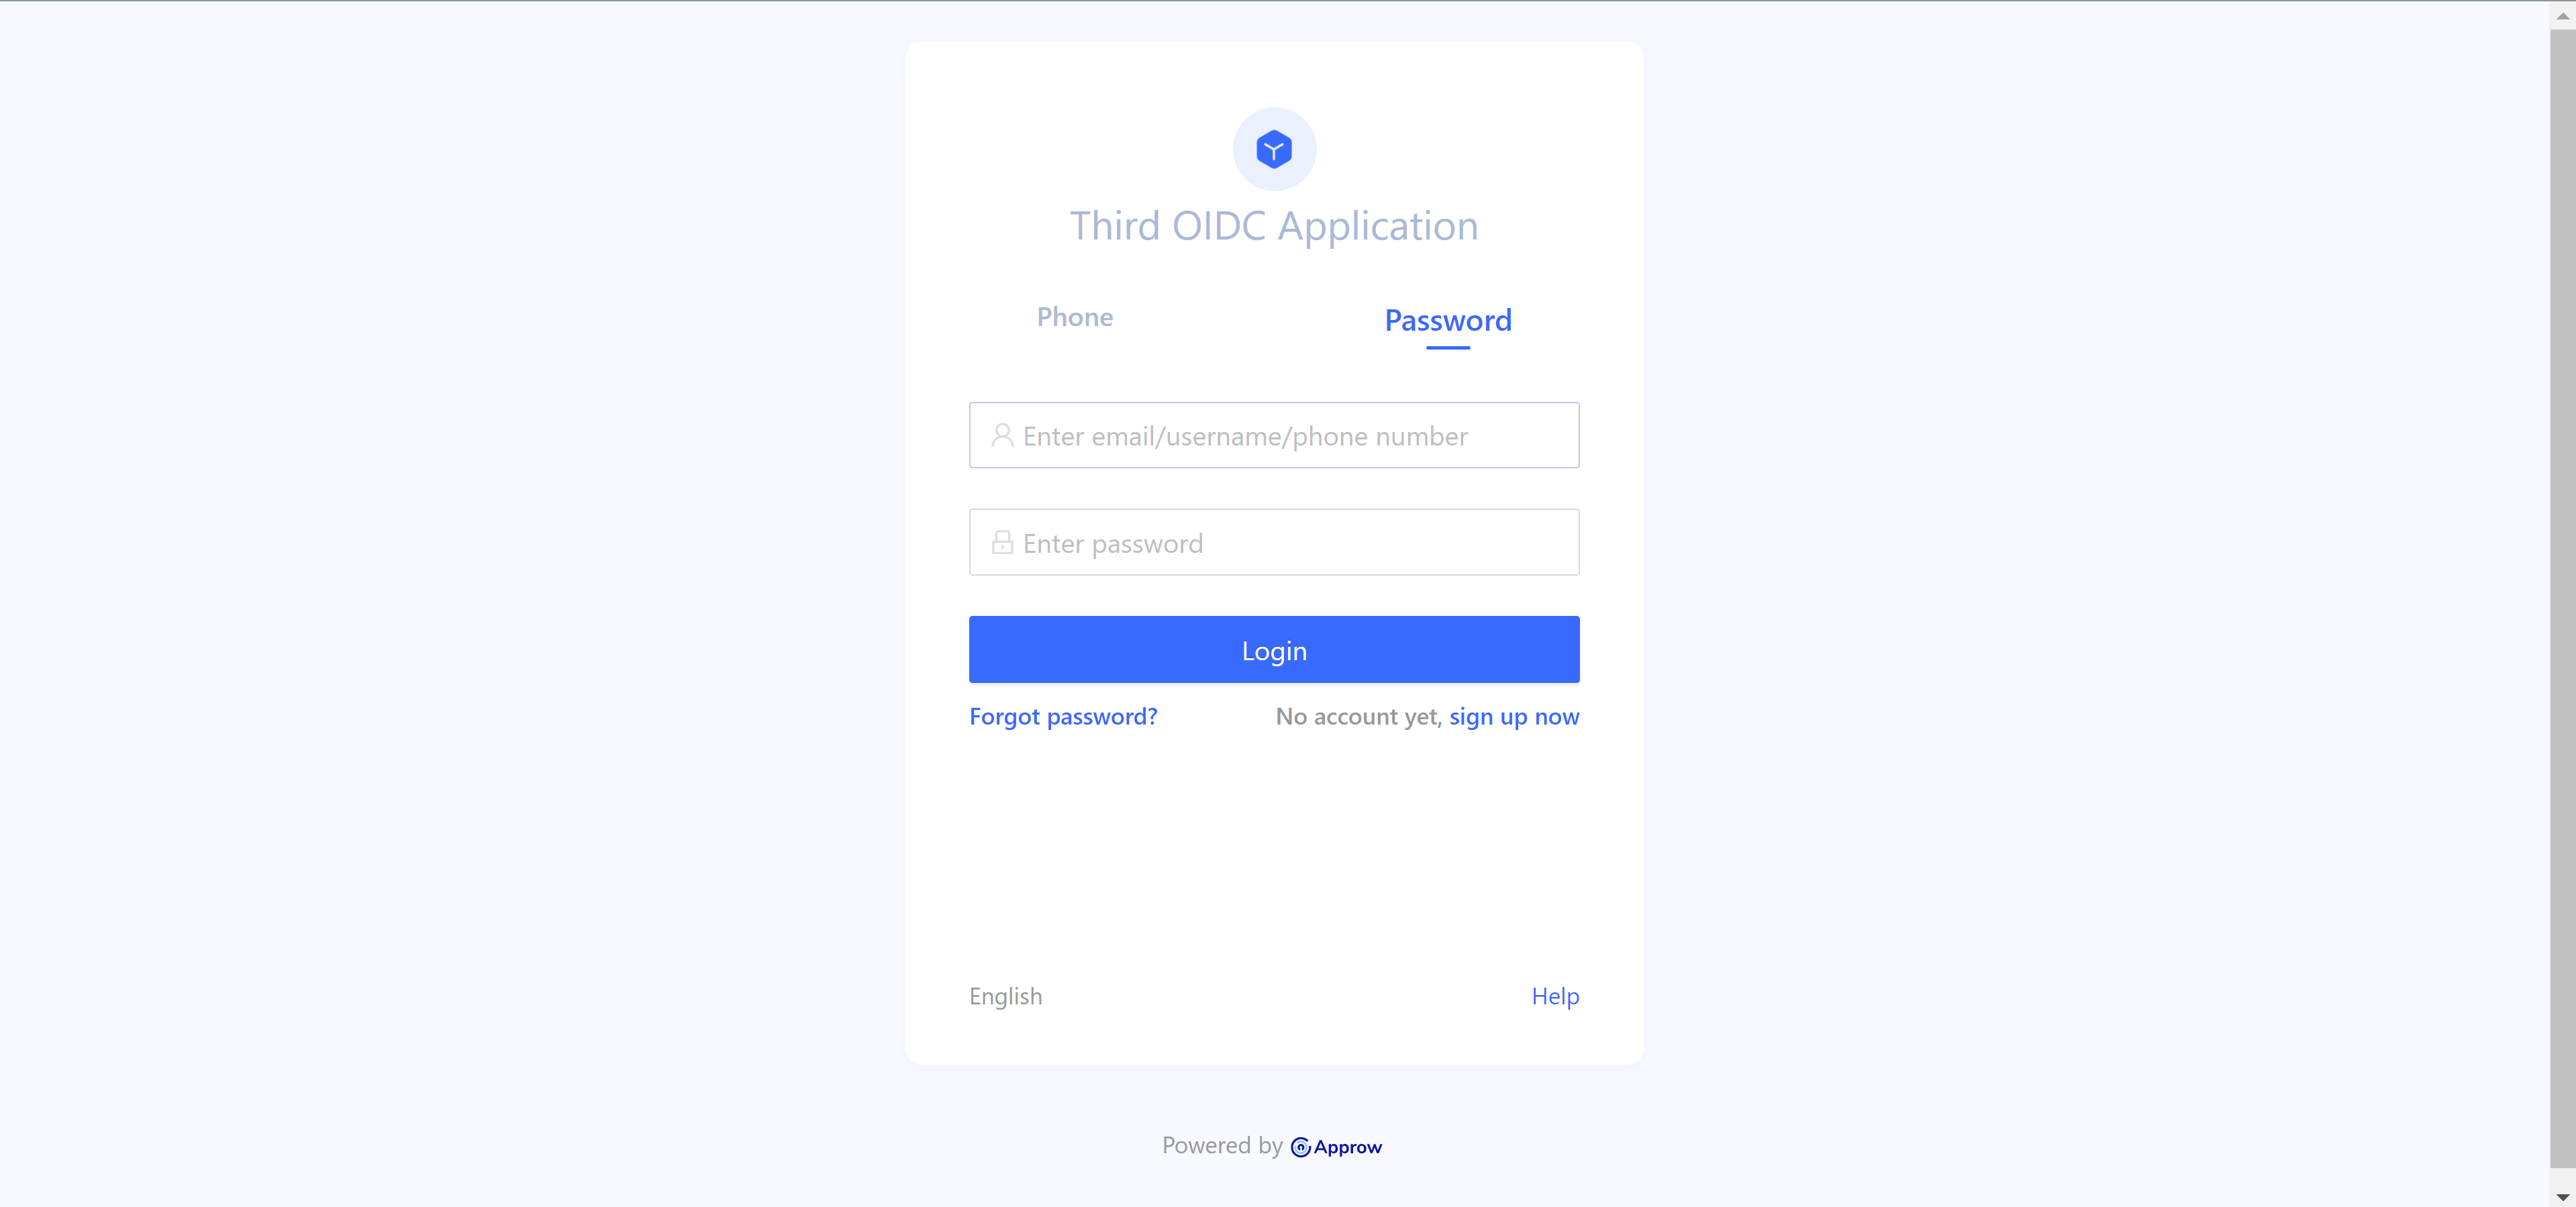 Third OIDC Application
Phone
Password
Enter email/username/phone number
Enter password
Login
Forgot password?
No account yet, sign up now
English
Help
Powered by Approw